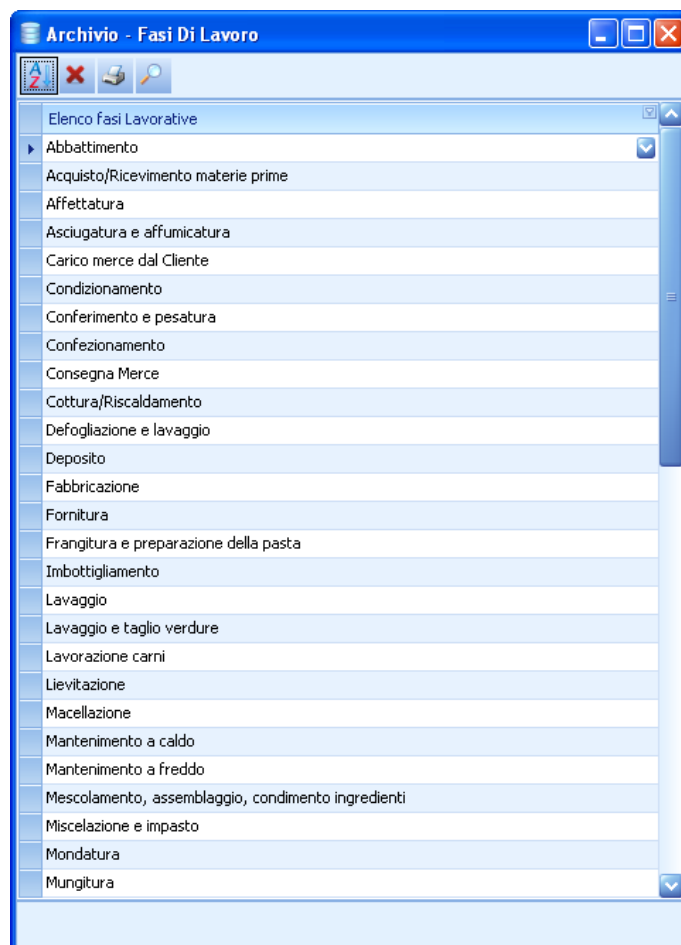 Archivio - Fasi Di Lavoro
AZ
Elenco fasi Lavorative
Abbattimento
Acquisto/Ricevimento materie prime
Affettatura
Asciugatura e affumicatura
Carico merce dal Cliente
Condizionamento
Conferimento e pesatura
Confezionamento
Consegna Merce
Cottura/Riscaldamento
Defogliazione e lavaggio
Deposito
Fabbricazione
Fornitura
Frangitura e preparazione della pasta
Imbottigliamento
Lavaggio
Lavaggio e taglio verdure
Lavorazione carni
Lievitazione
Macellazione
Mantenimento a caldo
Mantenimento a freddo
Mescolamento, assemblaggio, condimento ingredienti
Miscelazione e impasto
Mondatura
Mungitura